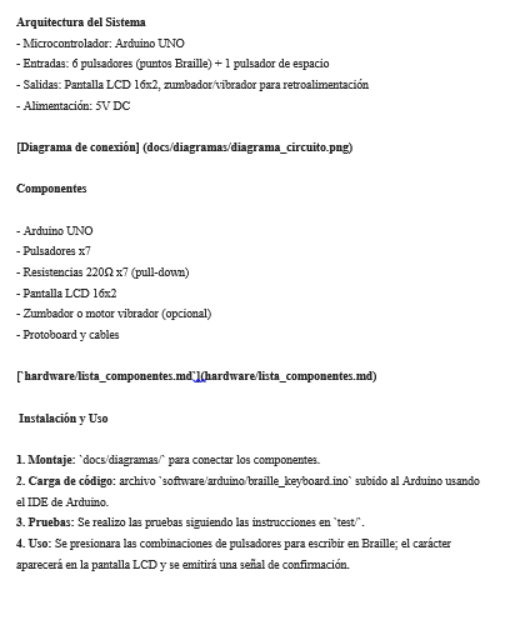 Arquitectura del Sistema
- Microcontrolador: Arduino UNO
- Entradas: 6 pulsadores (puntos Braille) + 1 pulsador de espacio
- Salidas: Pantalla LCD 16x2, zumbador/vibrador para retroalimentación
- Alimentación: 5V DC
[Diagrama de conexión] (docs/diagramas/diagrama_circuito.png)
Componentes
- Arduino UNO
- Pulsadores x7
- Resistencias 220Ω x7 (pull-down)
- Pantalla LCD 16x2
- Zumbador o motor vibrador (opcional)
- Protoboard y cables
[`hardware/lista_componentes.md`](hardware/lista_componentes.md)
Instalación y Uso
1. Montaje: `docs/diagramas/` para conectar los componentes.
2. Carga de código: archivo `software/arduino/braille_keyboard.ino` subido al Arduino usando
el IDE de Arduino.
3. Pruebas: Se realizo las pruebas siguiendo las instrucciones en `test/`.
4. Uso: Se presionara las combinaciones de pulsadores para escribir en Braille; el carácter
aparecerá en la pantalla LCD y se emitirá una señal de confirmación.